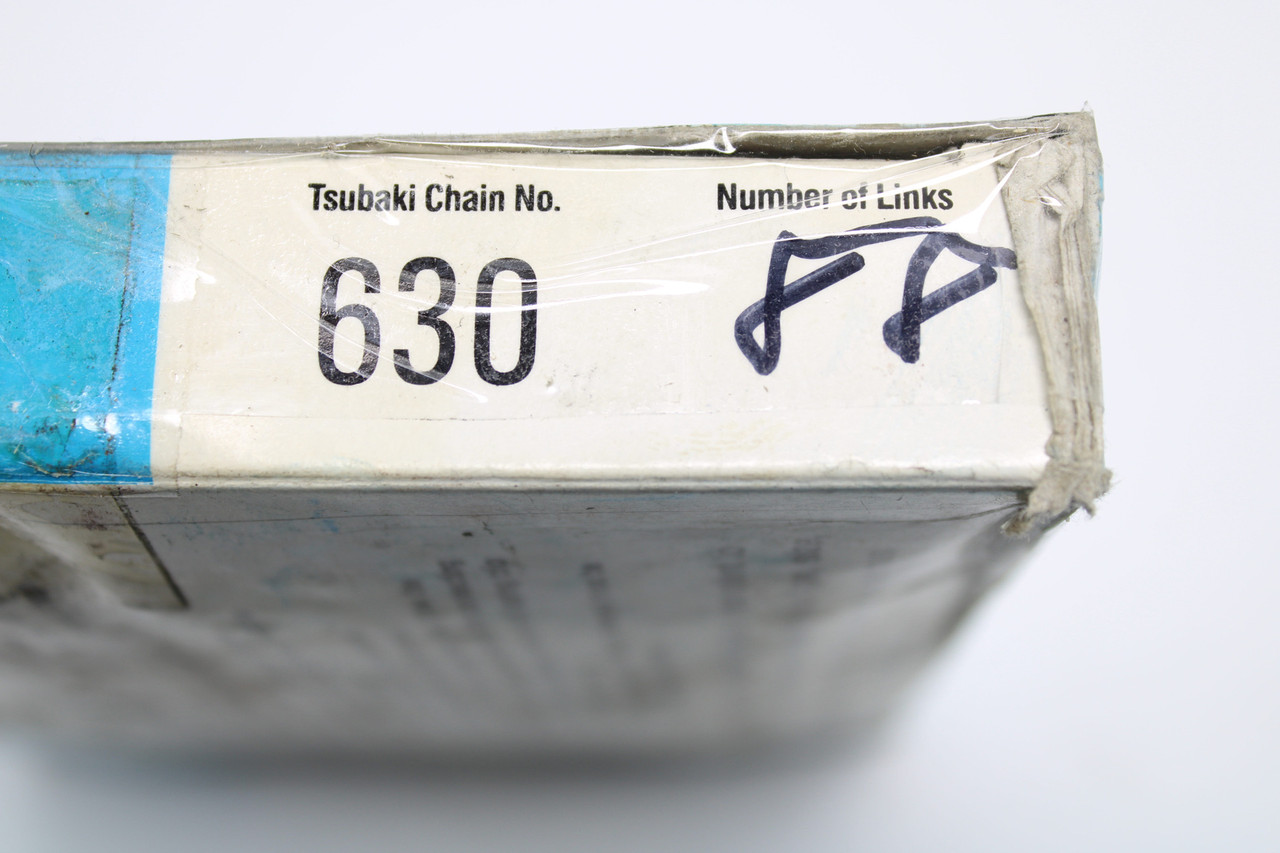 Tsubaki Chain No.
630
Number of Links
88